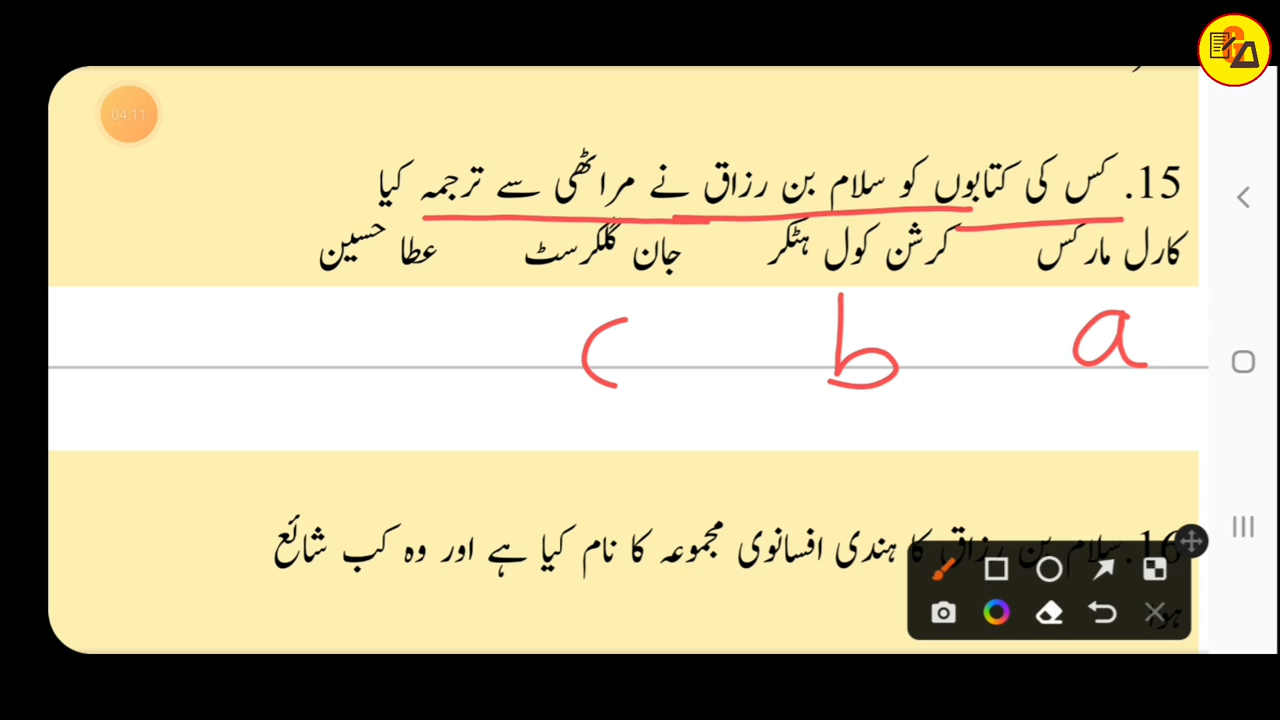 04:11
15. کس کی کتابوں کو سلام بن رزاق نے مراٹھی سے ترجمہ کیا
کارل مارکس کرشن کول ہٹکر جان گلکرسٹ عطا حسین
a b c
16. سلام بن رزاق کا ہندی افسانوی مجموعہ کا نام کیا ہے اور وہ کب شائع
ہوا